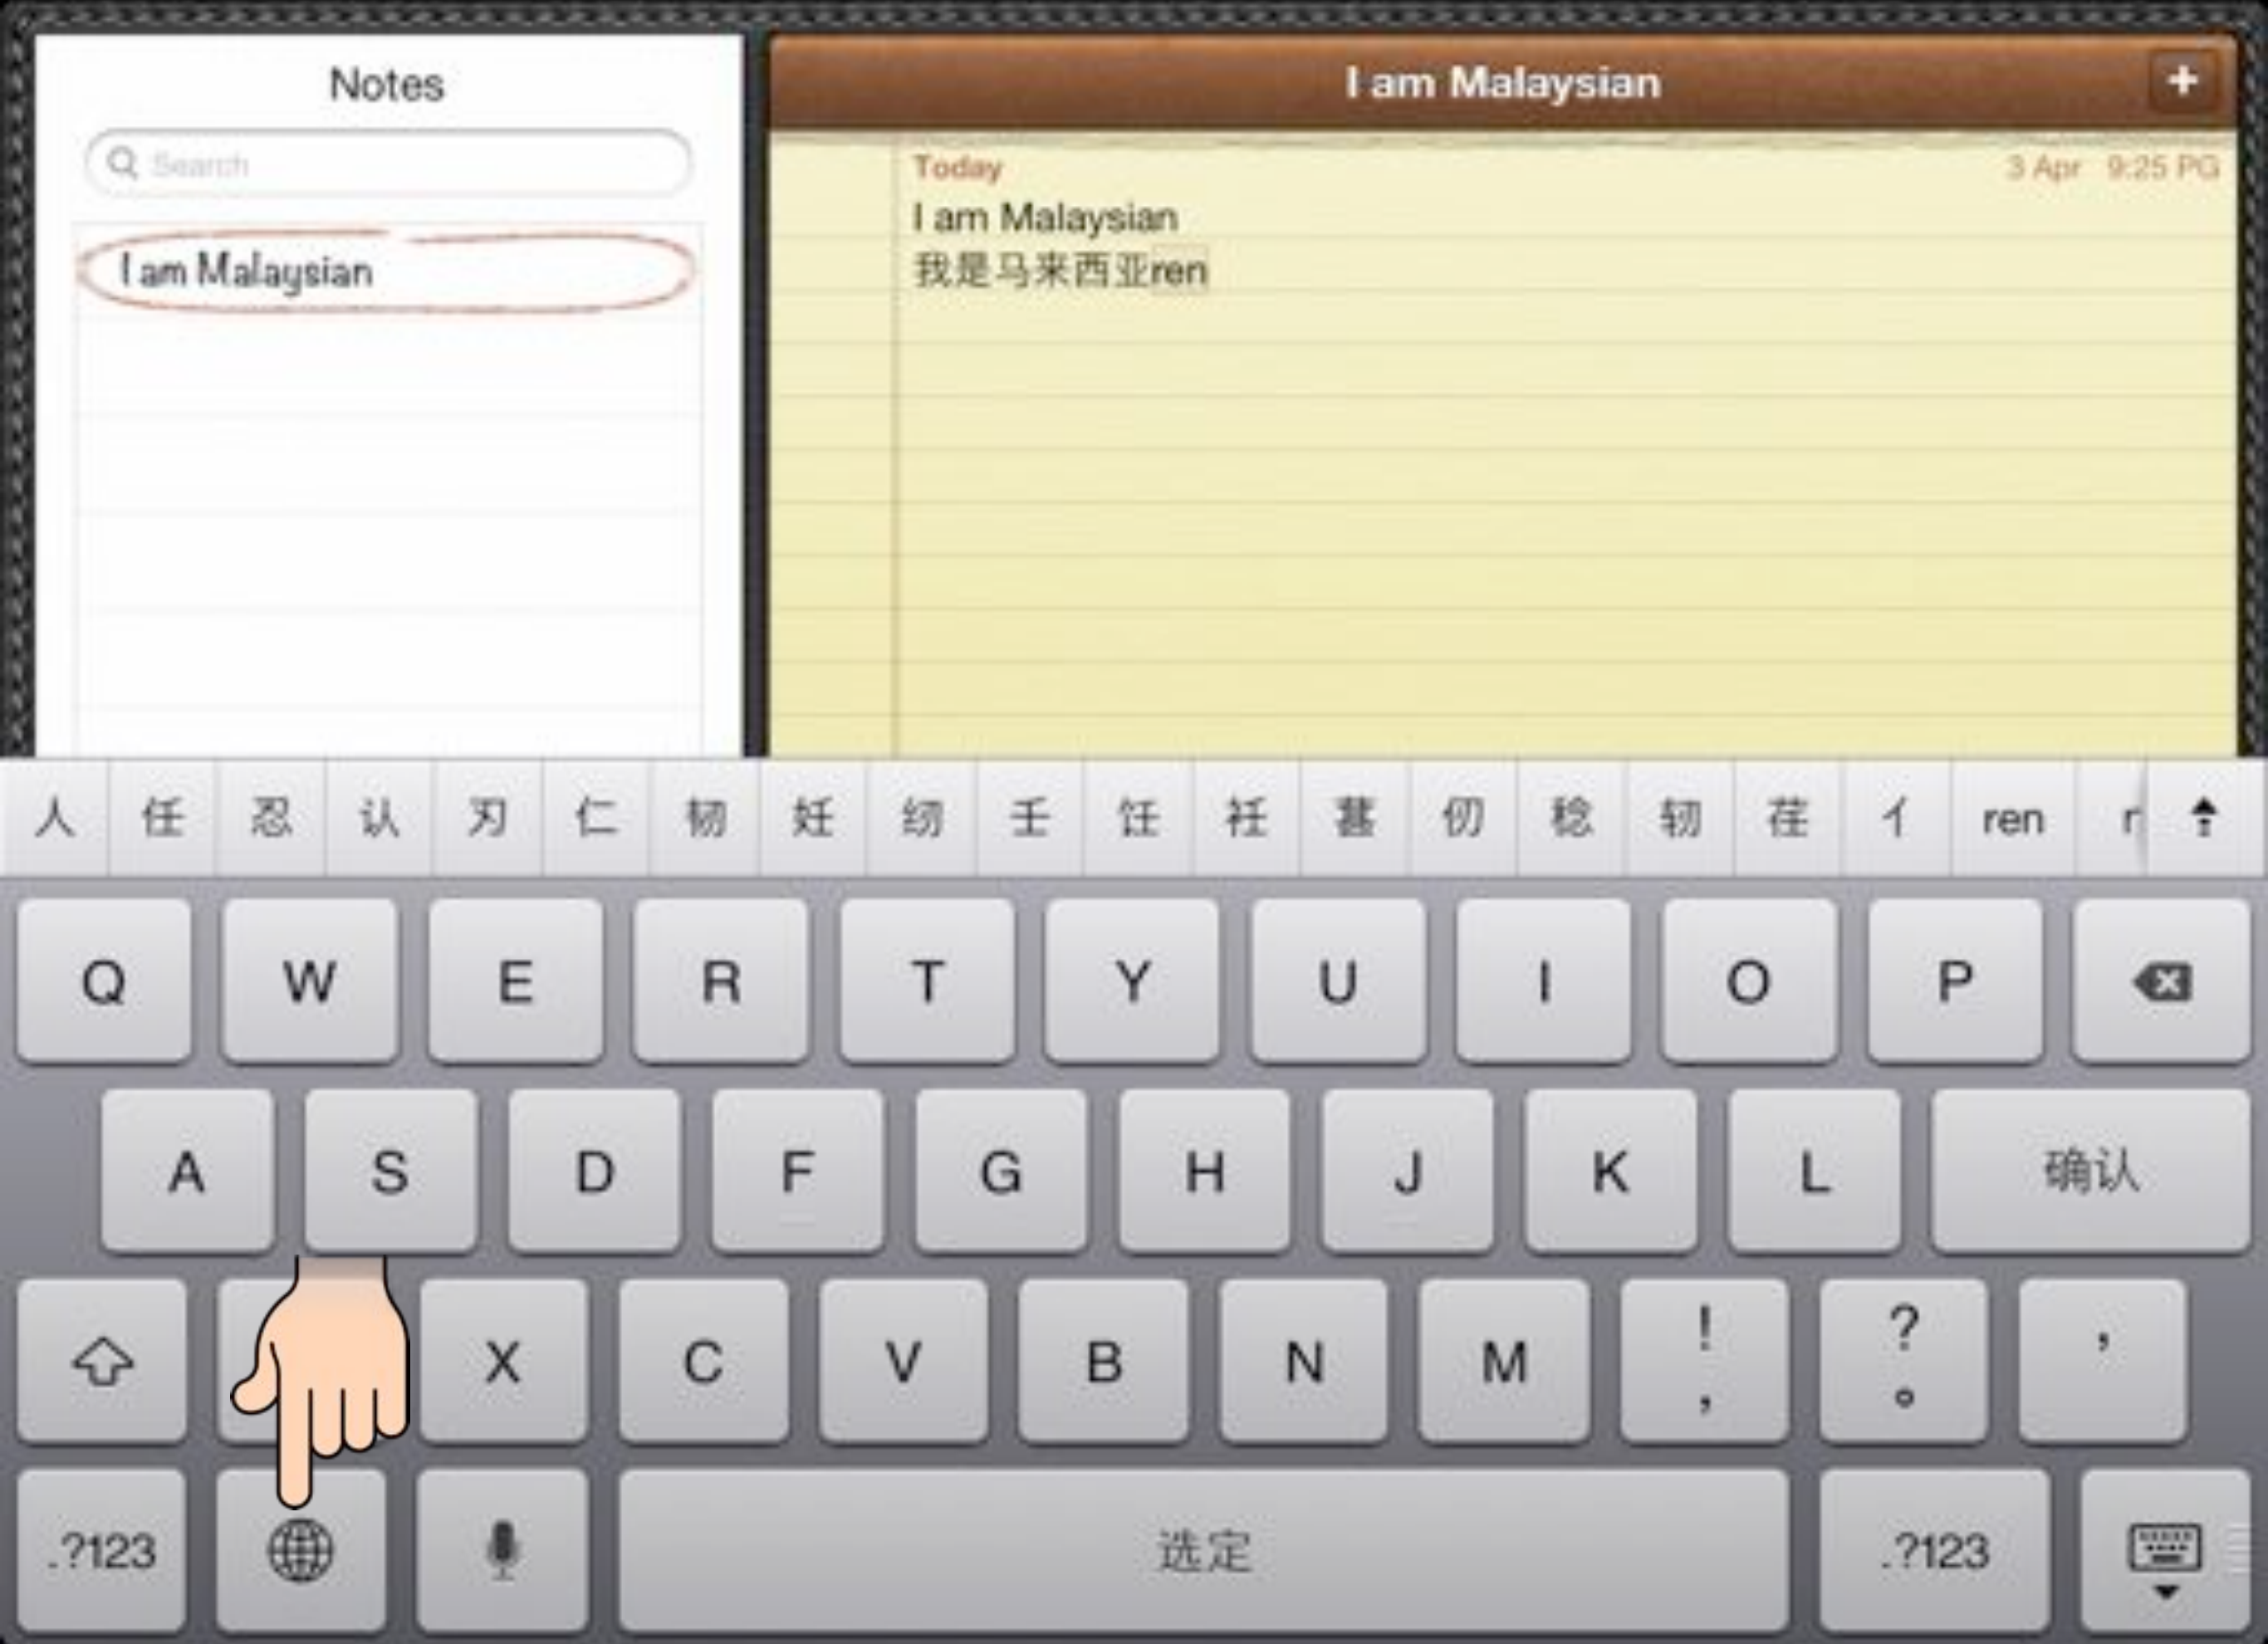 Notes
Search
I am Malaysian
I am Malaysian
Today 3 Apr 9:25 PG
I am Malaysian
我是马来西亚ren
人 任 忍 认 刃 仁 韧 妊 纫 壬 饪 衽 葚 仞 稔 轫 荏 亻 ren r
Q W E R T Y U I O P
A S D F G H J K L 确认
X C V B N M ! , ? 。 ,
.?123 选定 .?123